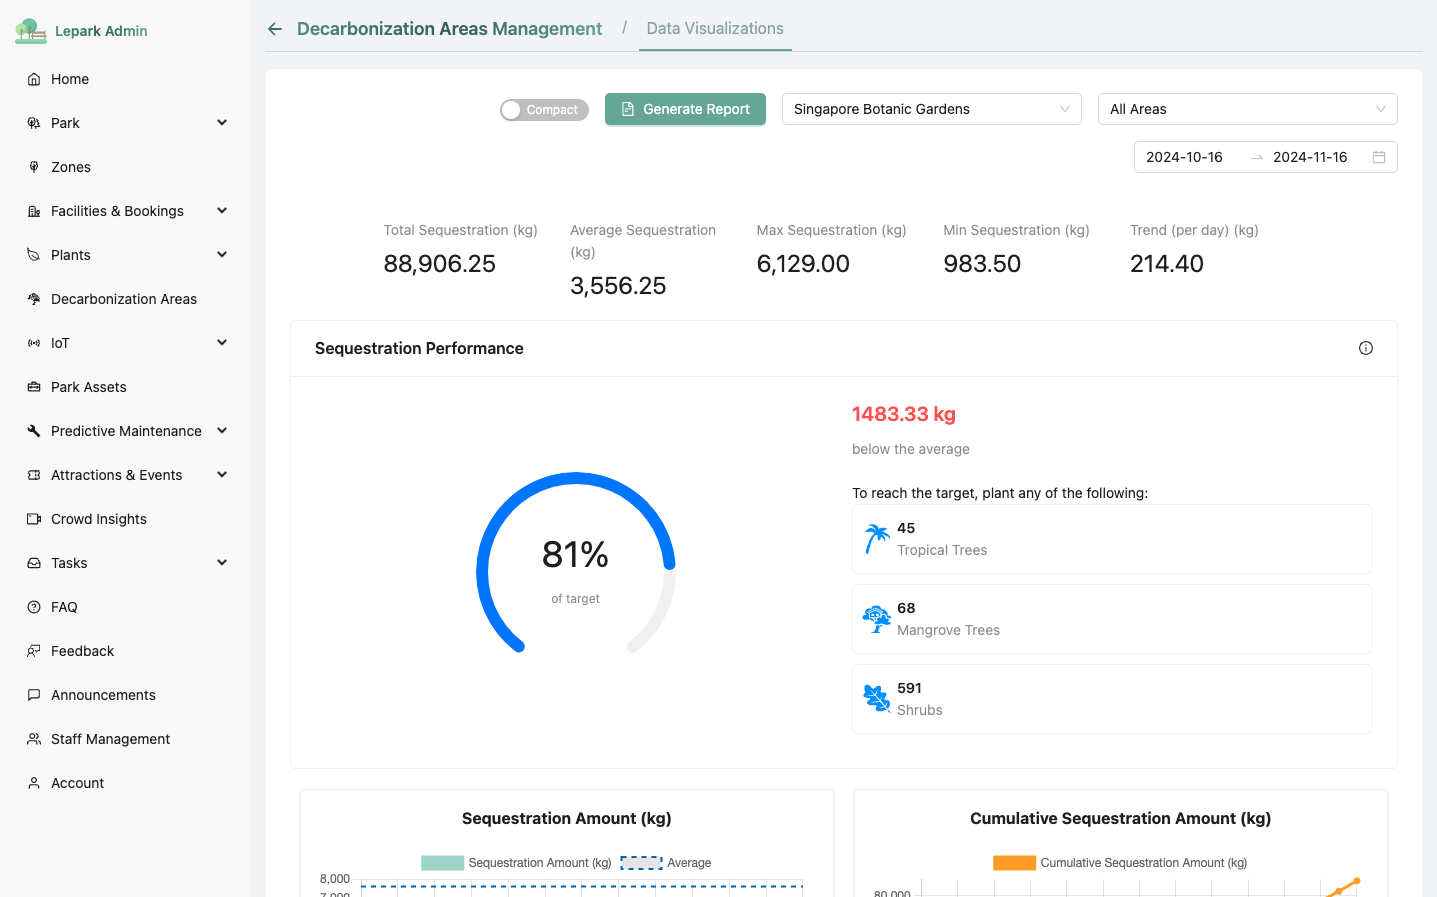 Lepark Admin
Home
Park
Zones
Facilities & Bookings
Plants
Decarbonization Areas
IoT
Park Assets
Predictive Maintenance
Attractions & Events
Crowd Insights
Tasks
FAQ
Feedback
Announcements
Staff Management
Account
Decarbonization Areas Management / Data Visualizations
Compact
Generate Report
Singapore Botanic Gardens
All Areas
2024-10-16 → 2024-11-16
Total Sequestration (kg)
88,906.25
Average Sequestration
(kg)
3,556.25
Max Sequestration (kg)
6,129.00
Min Sequestration (kg)
983.50
Trend (per day) (kg)
214.40
Sequestration Performance
81%
of target
1483.33 kg
below the average
To reach the target, plant any of the following:
45
Tropical Trees
68
Mangrove Trees
591
Shrubs
Sequestration Amount (kg)
Sequestration Amount (kg) Average
8,000
7,000
Cumulative Sequestration Amount (kg)
Cumulative Sequestration Amount (kg)
80,000